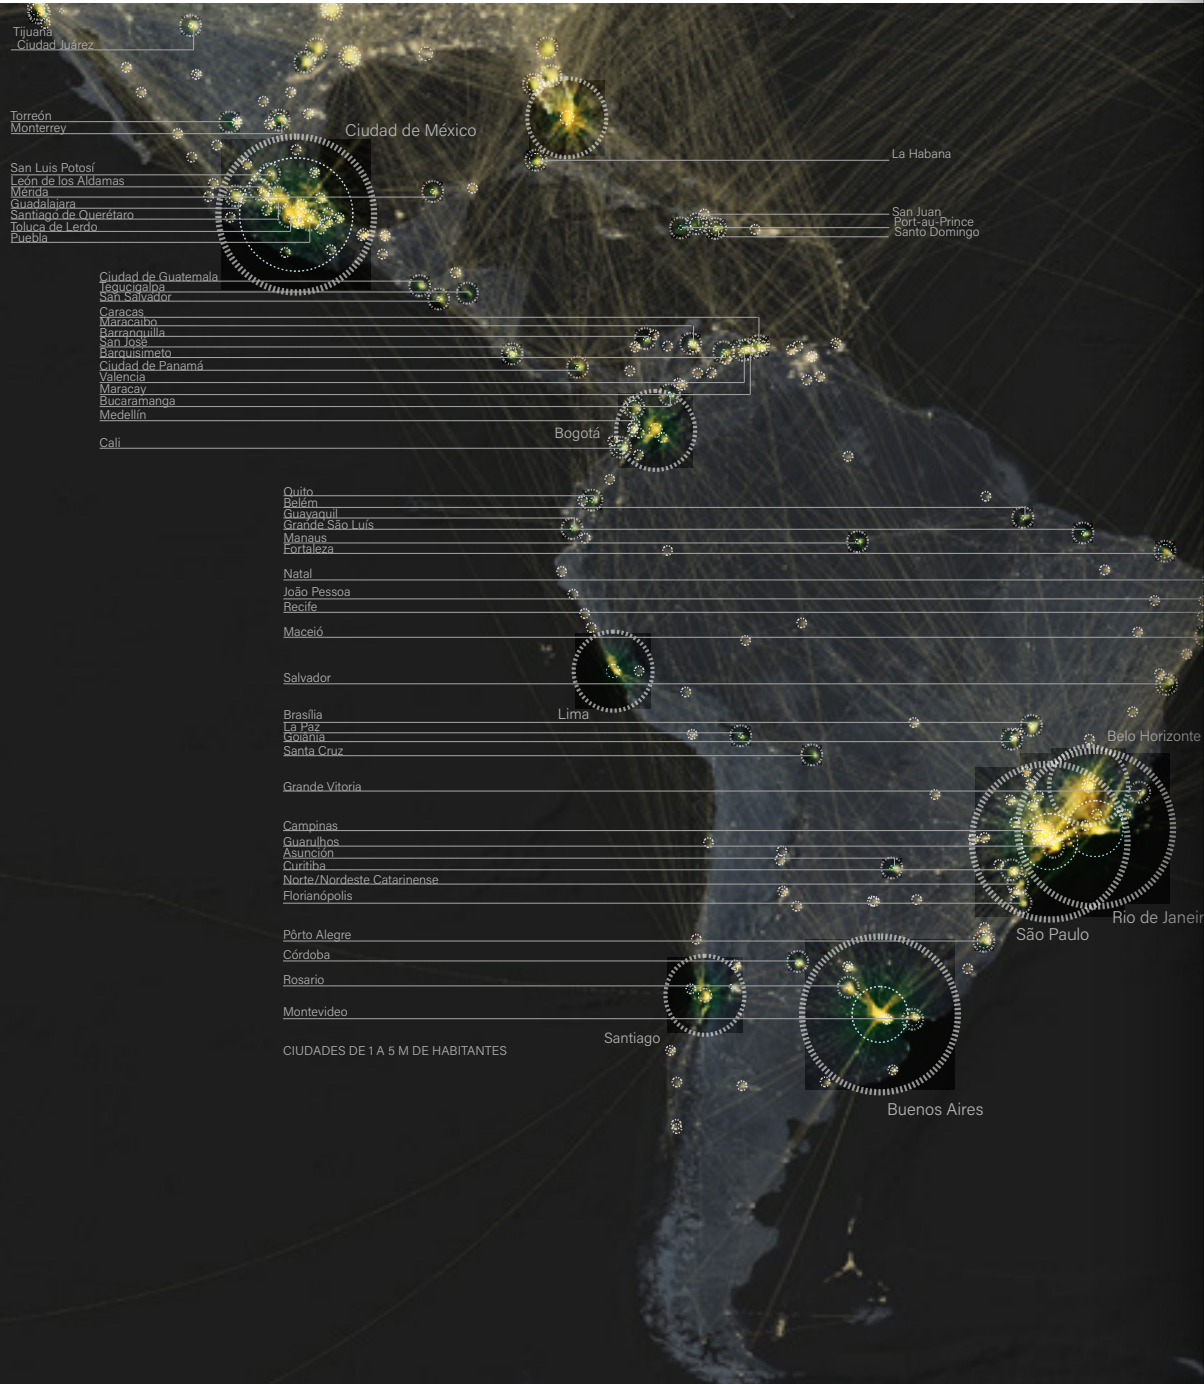 Tijuana
Ciudad Juárez
Torreón
Monterrey
Ciudad de México
La Habana
San Luis Potosí
León de los Aldamas
Mérida
Guadalajara
Santiago de Querétaro
Toluca de Lerdo
Puebla
San Juan
Port-au-Prince
Santo Domingo
Ciudad de Guatemala
Tegucigalpa
San Salvador
Caracas
Maracaibo
Barranquilla
San José
Barquisimeto
Ciudad de Panamá
Valencia
Maracay
Bucaramanga
Medellín
Cali
Bogotá
Quito
Belém
Guayaquil
Grande São Luís
Manaus
Fortaleza
Natal
João Pessoa
Recife
Maceió
Salvador
Lima
Brasília
La Paz
Goiânia
Santa Cruz
Belo Horizonte
Grande Vitoria
Campinas
Guarulhos
Asunción
Curitiba
Norte/Nordeste Catarinense
Florianópolis
Rio de Janeir
São Paulo
Pôrto Alegre
Córdoba
Rosario
Montevideo
Santiago
CIUDADES DE 1 A 5 M DE HABITANTES
Buenos Aires